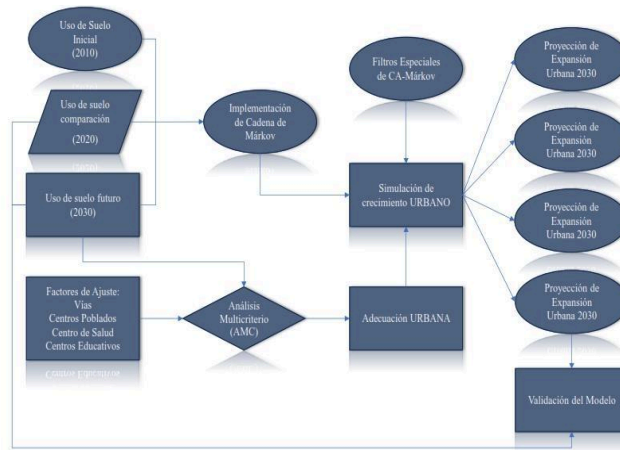 Uso de Suelo
Inicial
(2010)
Uso de suelo
comparación
(2020)
Uso de suelo futuro
(2030)
Factores de Ajuste:
Vías
Centros Poblados
Centro de Salud
Centros Educativos
Implementación
de Cadena de
Márkov
Análisis
Multicriterio
(AMC)
Filtros Especiales
de CA-Márkov
Simulación de
crecimiento URBANO
Adecuación URBANA
Proyección de
Expansión
Urbana 2030
Proyección de
Expansión
Urbana 2030
Proyección de
Expansión
Urbana 2030
Proyección de
Expansión
Urbana 2030
Validación del Modelo